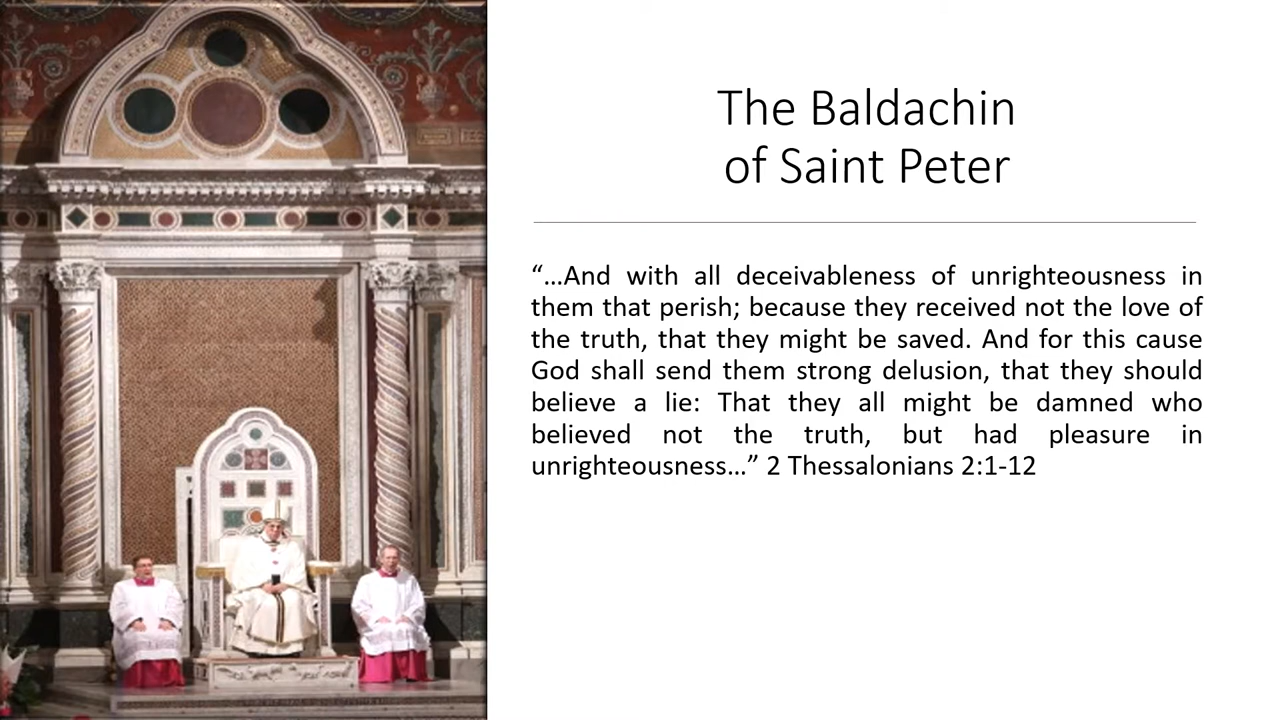 The Baldachin
of Saint Peter
“…And with all deceivableness of unrighteousness in
them that perish; because they received not the love of
the truth, that they might be saved. And for this cause
God shall send them strong delusion, that they should
believe a lie: That they all might be damned who
believed not the truth, but had pleasure in
unrighteousness…” 2 Thessalonians 2:1-12